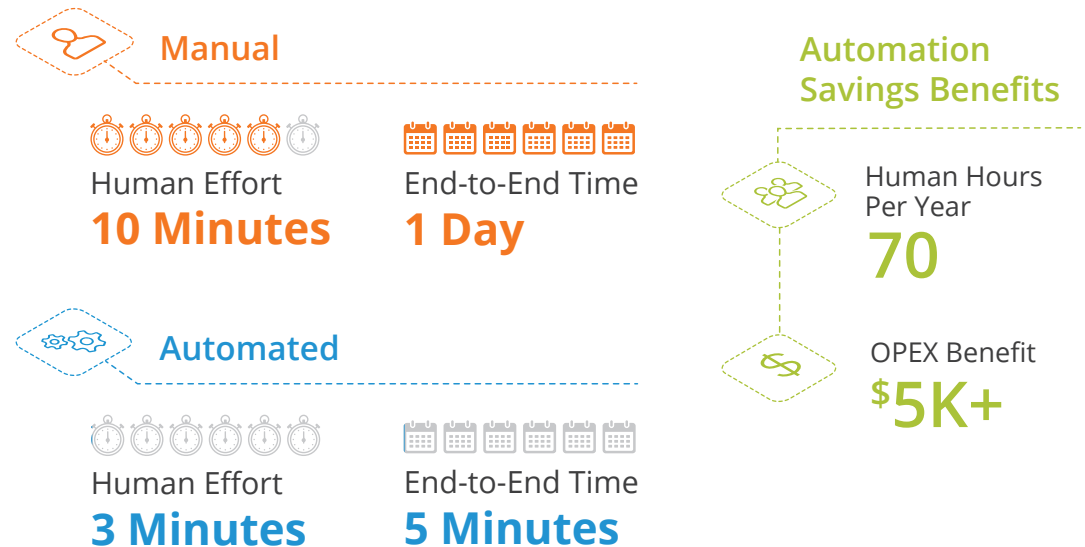 Manual
Human Effort
10 Minutes
End-to-End Time
1 Day
Automated
Human Effort
3 Minutes
End-to-End Time
5 Minutes
Automation
Savings Benefits
Human Hours
Per Year
70
OPEX Benefit
$5K+